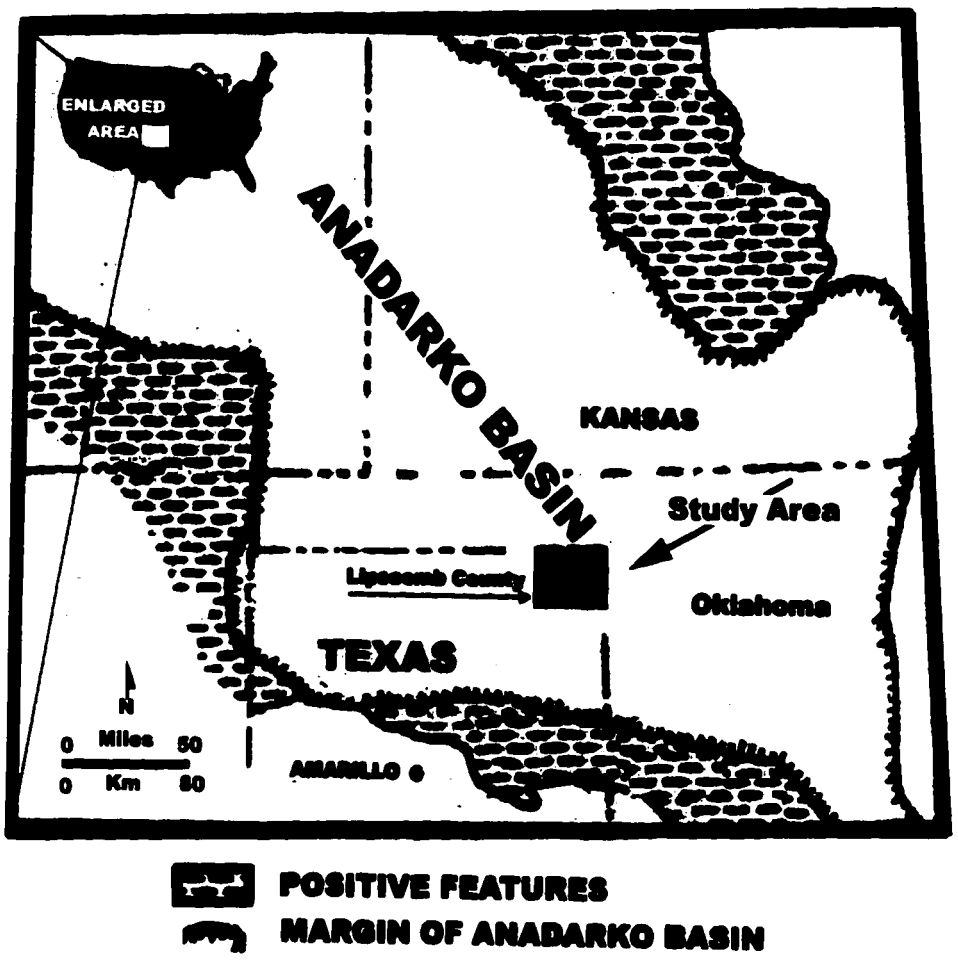 ENLARGED
AREA
ANADARKO BASIN
KANSAS
Study Area
Lipscomb County
Oklahoma
TEXAS
N
0 Miles 50
0 Km 80
AMARILLO
POSITIVE FEATURES
MARGIN OF ANADARKO BASIN